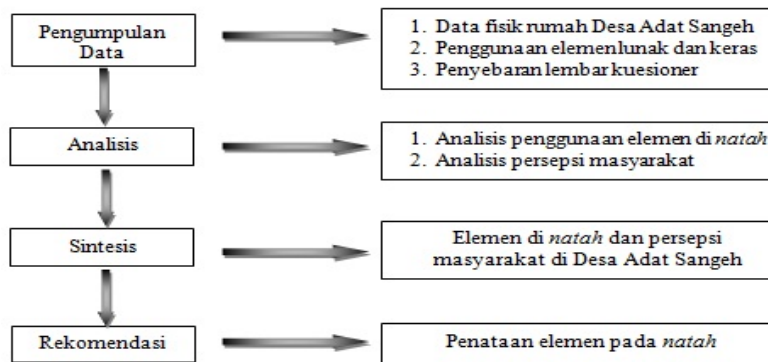 Pengumpulan
Data
1. Data fisik rumah Desa Adat Sangeh
2. Penggunaan elemenlunak dan keras
3. Penyebaran lembar kuesioner
Analisis
1. Analisis penggunaan elemen di natah
2. Analisis persepsi masyarakat
Sintesis
Elemen di natah dan persepsi
masyarakat di Desa Adat Sangeh
Rekomendasi
Penataan elemen pada natah